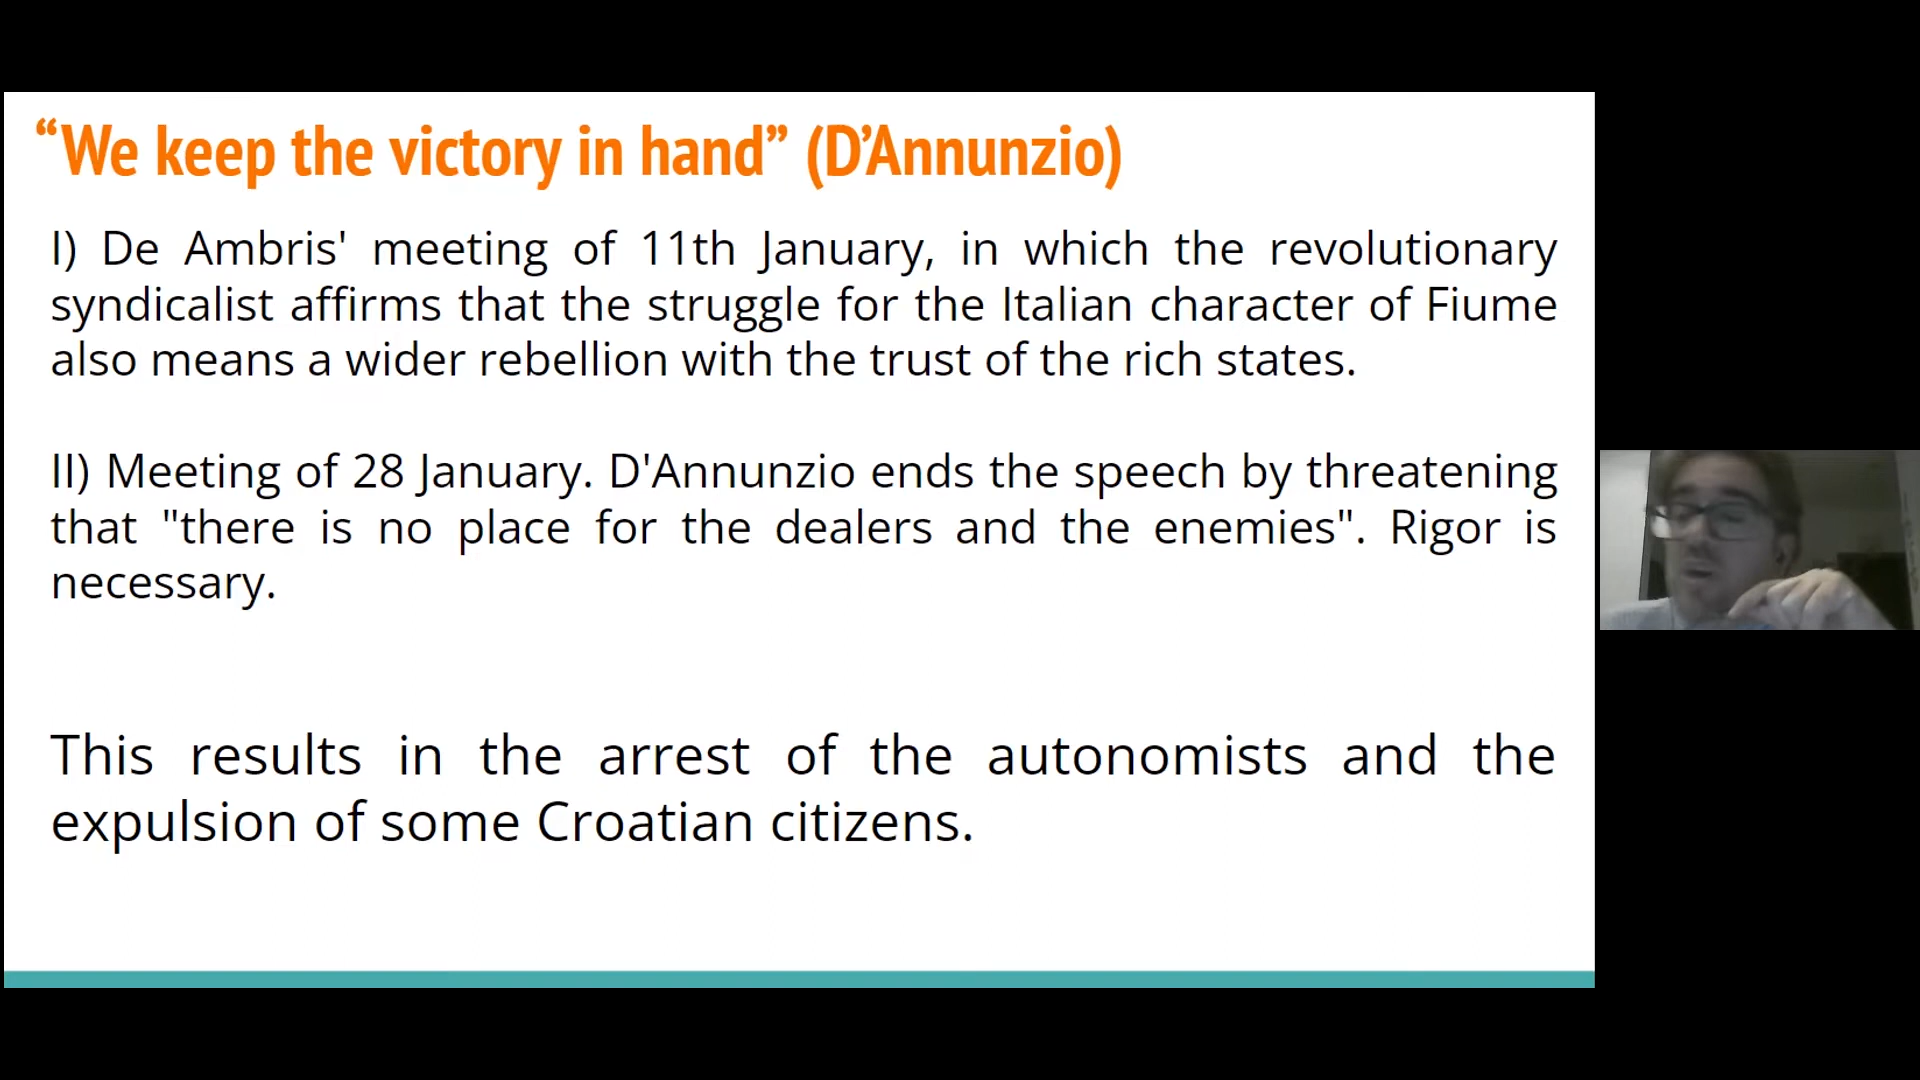 “We keep the victory in hand” (D’Annunzio)
I) De Ambris' meeting of 11th January, in which the revolutionary
syndicalist affirms that the struggle for the Italian character of Fiume
also means a wider rebellion with the trust of the rich states.
II) Meeting of 28 January. D'Annunzio ends the speech by threatening
that "there is no place for the dealers and the enemies". Rigor is
necessary.
This results in the arrest of the autonomists and the
expulsion of some Croatian citizens.